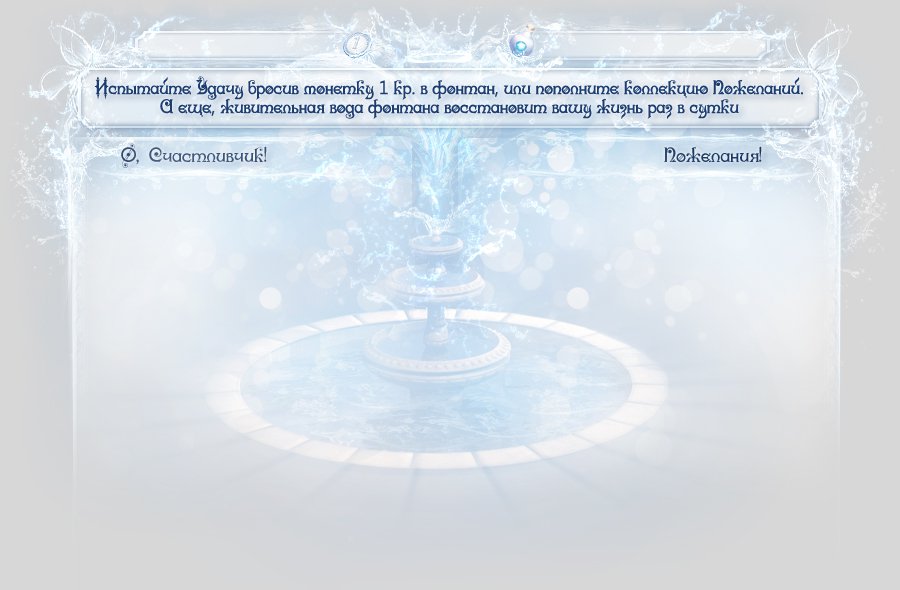 1
Испытайте Удачу бросив монетку 1 кр. в фонтан, или пополните коллекцию Пожеланий.
А еще, живительная вода фонтана восстановит вашу жизнь раз в сутки
О, Счастливчик!
Пожелания!